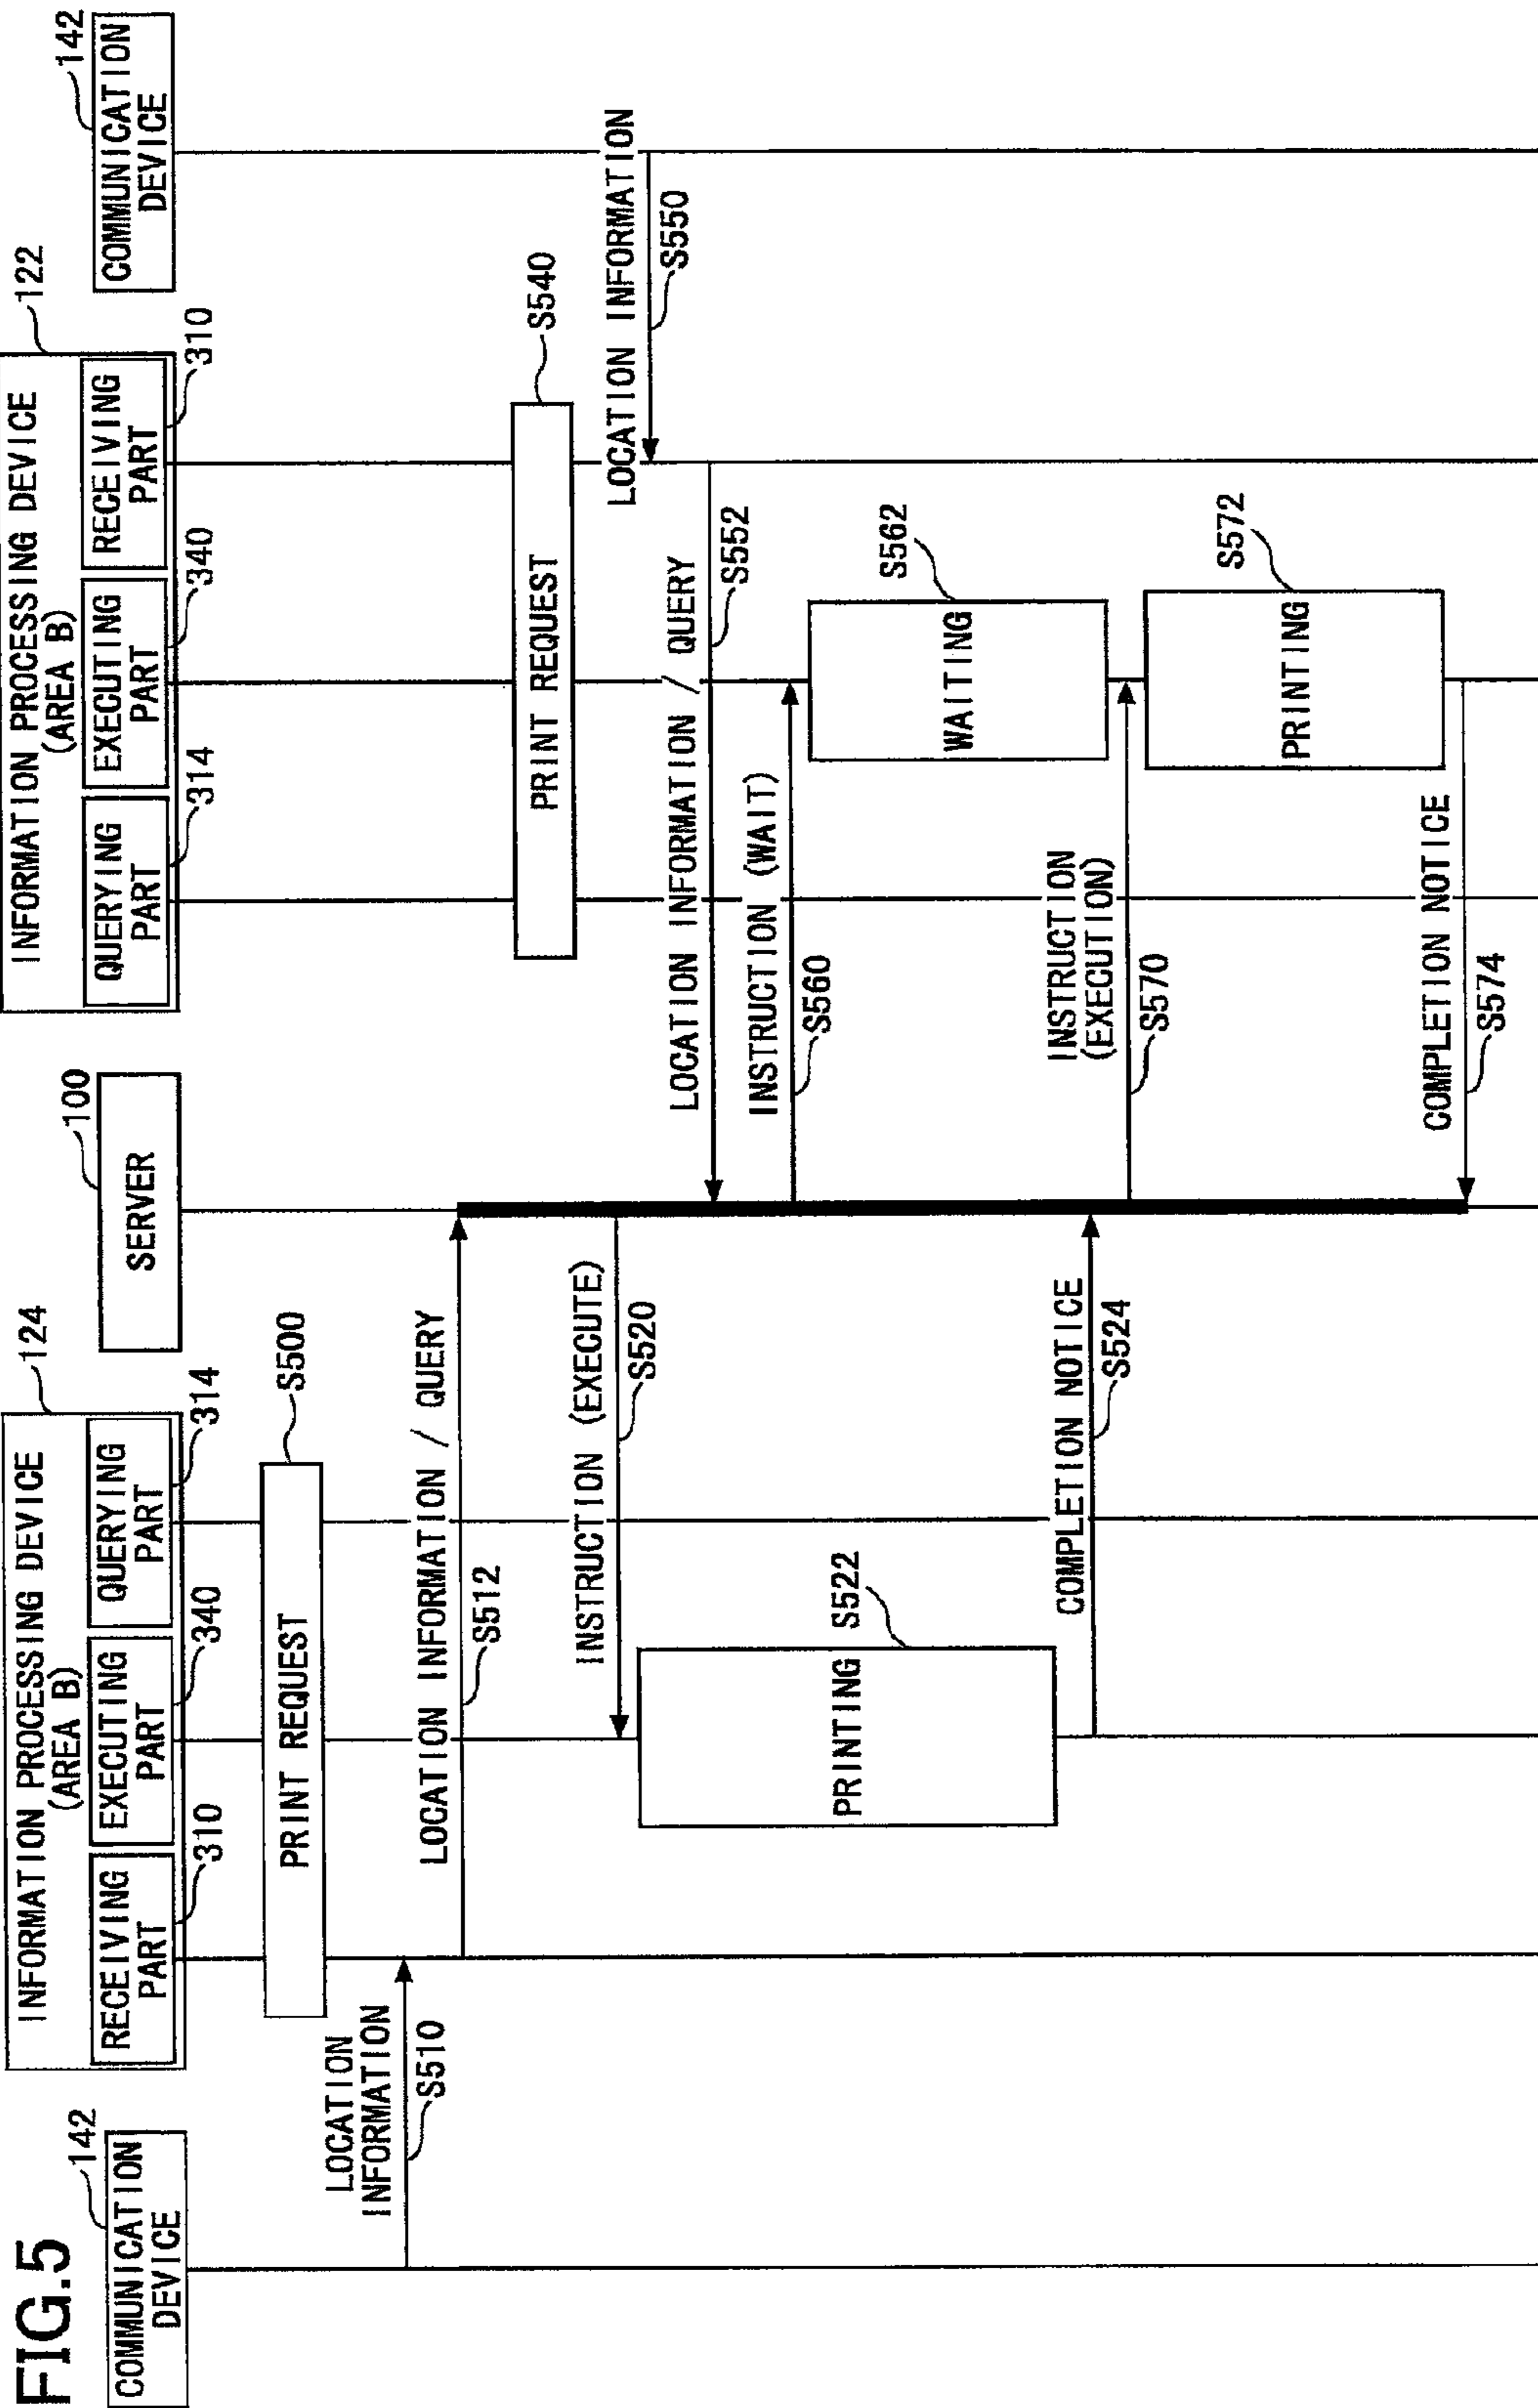 FIG.5
142
COMMUNICATION
DEVICE
INFORMATION PROCESSING DEVICE
(AREA B)
124
RECEIVING
PART
310
EXECUTING
PART
340
QUERYING
PART
314
SERVER
100
INFORMATION PROCESSING DEVICE
(AREA B)
122
QUERYING
PART
314
EXECUTING
PART
340
RECEIVING
PART
310
COMMUNICATION
DEVICE
142
PRINT REQUEST
S500
LOCATION
INFORMATION
S510
LOCATION INFORMATION / QUERY
S512
PRINT REQUEST
S540
INSTRUCTION (EXECUTE)
S520
LOCATION INFORMATION
S550
LOCATION INFORMATION / QUERY
S552
INSTRUCTION (WAIT)
S560
PRINTING
S522
WAITING
S562
COMPLETION NOTICE
S524
INSTRUCTION
(EXECUTION)
S570
PRINTING
S572
COMPLETION NOTICE
S574